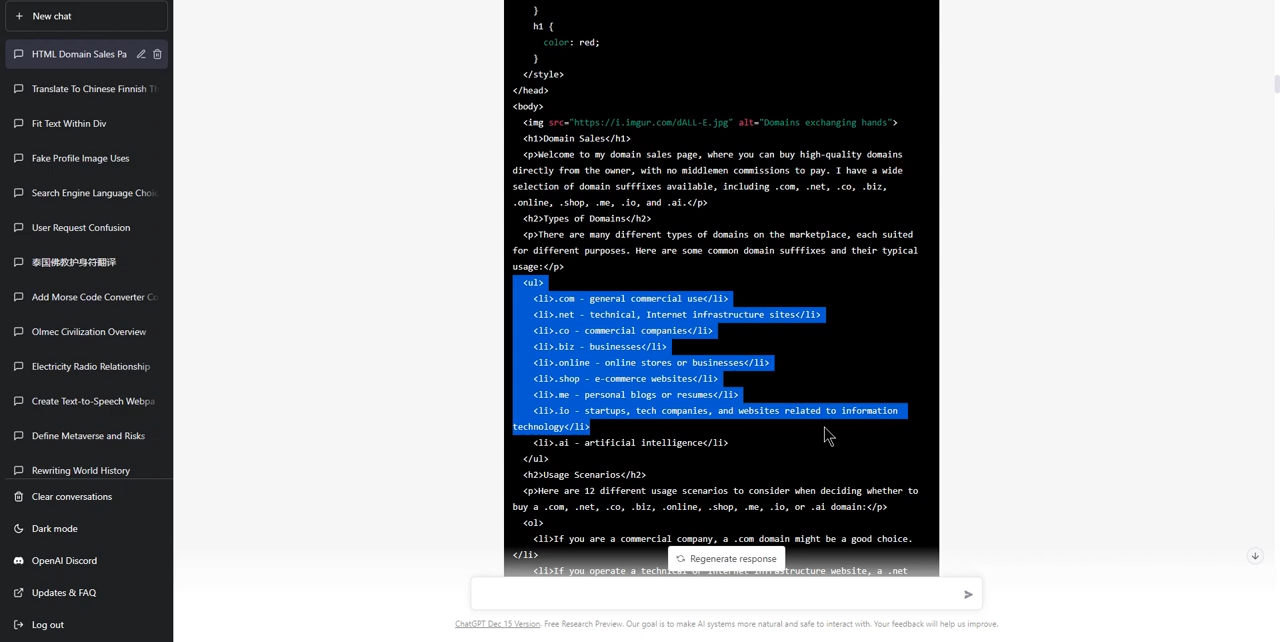 New chat
HTML Domain Sales Pa
Translate To Chinese Finnish Th
Fit Text Within Div
Fake Profile Image Uses
Search Engine Language Choic
User Request Confusion
泰国佛教护身符翻译
Add Morse Code Converter Co
Olmec Civilization Overview
Electricity Radio Relationship
Create Text-to-Speech Webpa
Define Metaverse and Risks
Rewriting World History
Clear conversations
Dark mode
OpenAI Discord
Updates & FAQ
Log out
}
h1 {
color: red;
}
</style>
</head>
<body>
<img src="https://i.imgur.com/dALL-E.jpg" alt="Domains exchanging hands">
<h1>Domain Sales</h1>
<p>Welcome to my domain sales page, where you can buy high-quality domains
directly from the owner, with no middlemen commissions to pay. I have a wide
selection of domain sufffixes available, including .com, .net, .co, .biz,
.online, .shop, .me, .io, and .ai.</p>
<h2>Types of Domains</h2>
<p>There are many different types of domains on the marketplace, each suited
for different purposes. Here are some common domain sufffixes and their typical
usage:</p>
<ul>
<li>.com - general commercial use</li>
<li>.net - technical, Internet infrastructure sites</li>
<li>.co - commercial companies</li>
<li>.biz - businesses</li>
<li>.online - online stores or businesses</li>
<li>.shop - e-commerce websites</li>
<li>.me - personal blogs or resumes</li>
<li>.io - startups, tech companies, and websites related to information
technology</li>
<li>.ai - artificial intelligence</li>
</ul>
<h2>Usage Scenarios</h2>
<p>Here are 12 different usage scenarios to consider when deciding whether to
buy a .com, .net, .co, .biz, .online, .shop, .me, .io, or .ai domain:</p>
<ol>
<li>If you are a commercial company, a .com domain might be a good choice.
</li>
<li>If you operate a technical or Internet infrastructure website, a .net
Regenerate response
ChatGPT Dec 15 Version. Free Research Preview. Our goal is to make AI systems more natural and safe to interact with. Your feedback will help us improve.